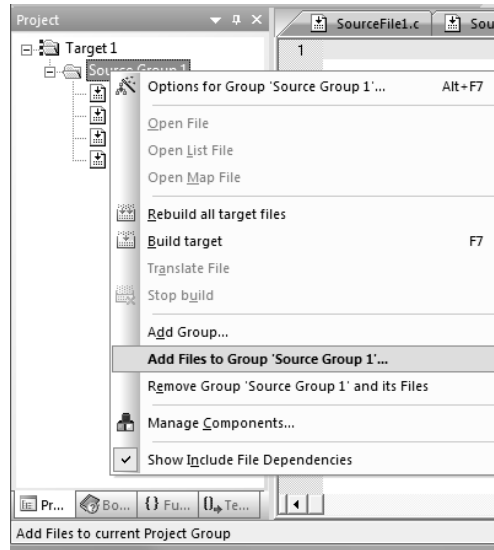 Project
SourceFile1.c
Sou
Target 1
1
Source Group 1
Options for Group 'Source Group 1'... Alt+F7
Open File
Open List File
Open Map File
Rebuild all target files
Build target F7
Translate File
Stop build
Add Group...
Add Files to Group 'Source Group 1'...
Remove Group 'Source Group 1' and its Files
Manage Components...
Show Include File Dependencies
Pr... Bo... {} Fu... 0 Te...
Add Files to current Project Group